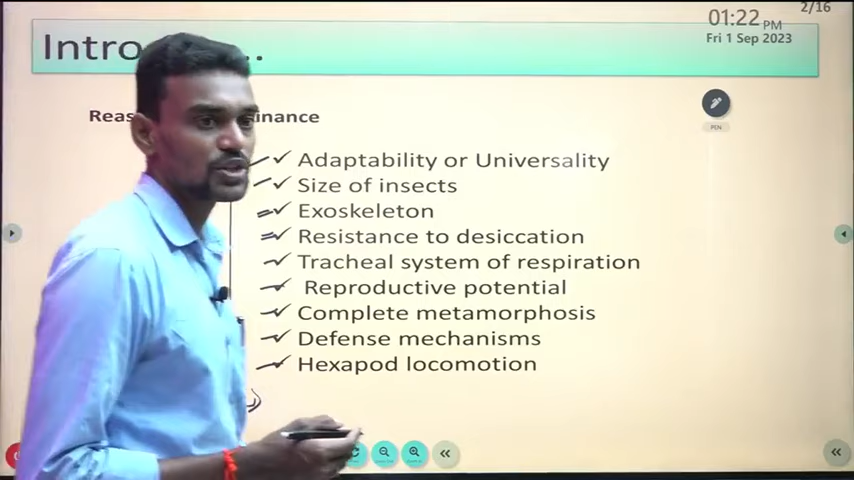 2/16
01:22 PM
Fri 1 Sep 2023
PEN
Adaptability or Universality
Size of insects
Exoskeleton
Resistance to desiccation
Tracheal system of respiration
Reproductive potential
Complete metamorphosis
Defense mechanisms
Hexapod locomotion